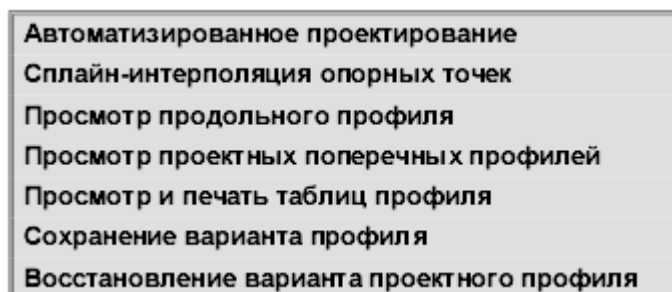 Автоматизированное проектирование
Сплайн-интерполяция опорных точек
Просмотр продольного профиля
Просмотр проектных поперечных профилей
Просмотр и печать таблиц профиля
Сохранение варианта профиля
Восстановление варианта проектного профиля